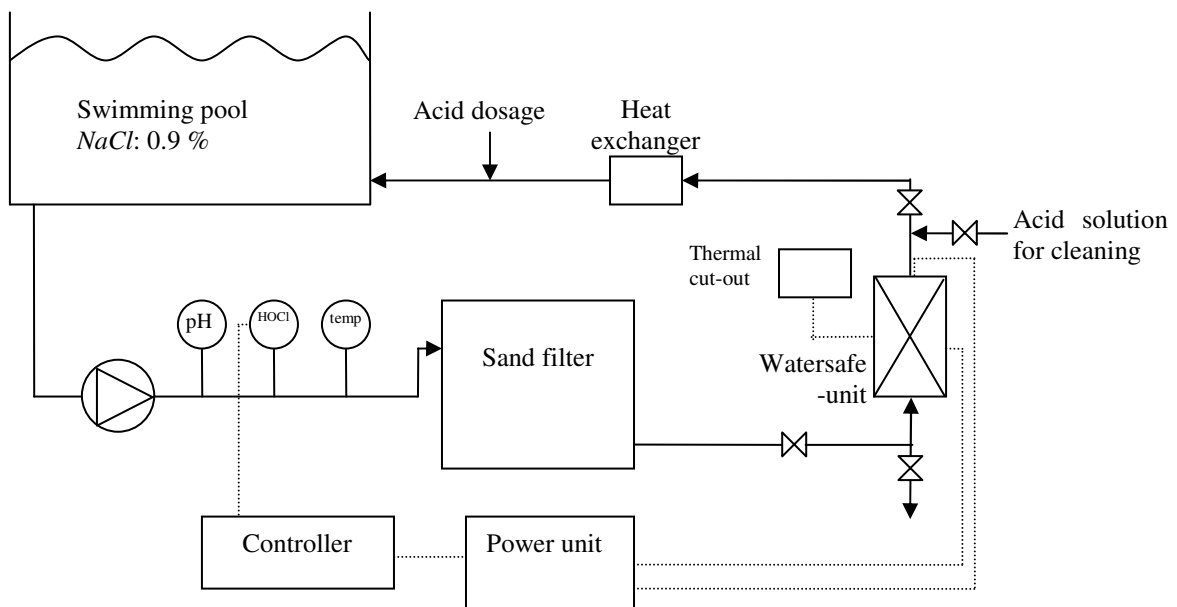 Swimming pool
NaCl: 0.9 %
Acid dosage
Heat
exchanger
Acid solution
for cleaning
Thermal
cut-out
pH
HOCl
temp
Sand filter
Watersafe
-unit
Controller
Power unit